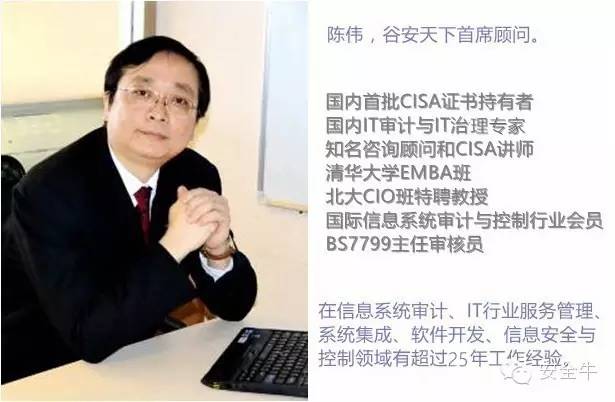 陈伟，谷安天下首席顾问。
国内首批CISA证书持有者
国内IT审计与IT治理专家
知名咨询顾问和CISA讲师
清华大学EMBA班
北大CIO班特聘教授
国际信息系统审计与控制行业会员
BS7799主任审核员
在信息系统审计、IT行业服务管理、
系统集成、软件开发、信息安全与
控制领域有超过25年工作经验。
安全牛